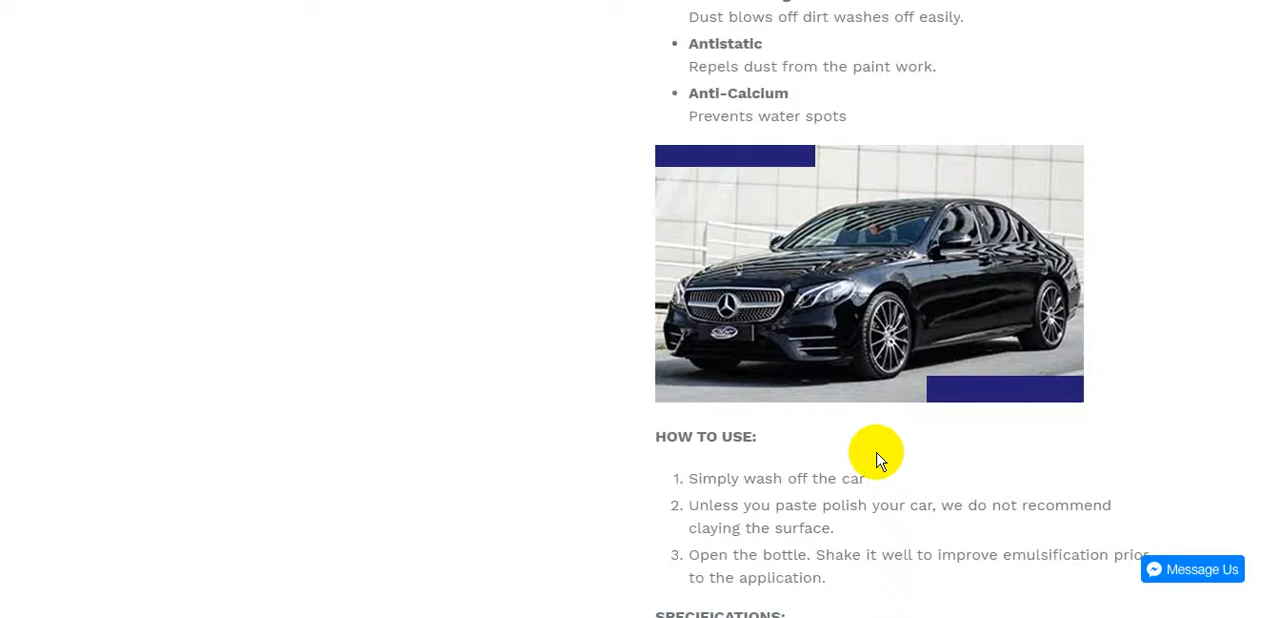 Dust blows off dirt washes off easily.
• Antistatic
Repels dust from the paint work.
• Anti-Calcium
Prevents water spots
HOW TO USE:
1. Simply wash off the car
2. Unless you paste polish your car, we do not recommend
claying the surface.
3. Open the bottle. Shake it well to improve emulsification prior
to the application.
Message Us
SPECIFICATIONS: